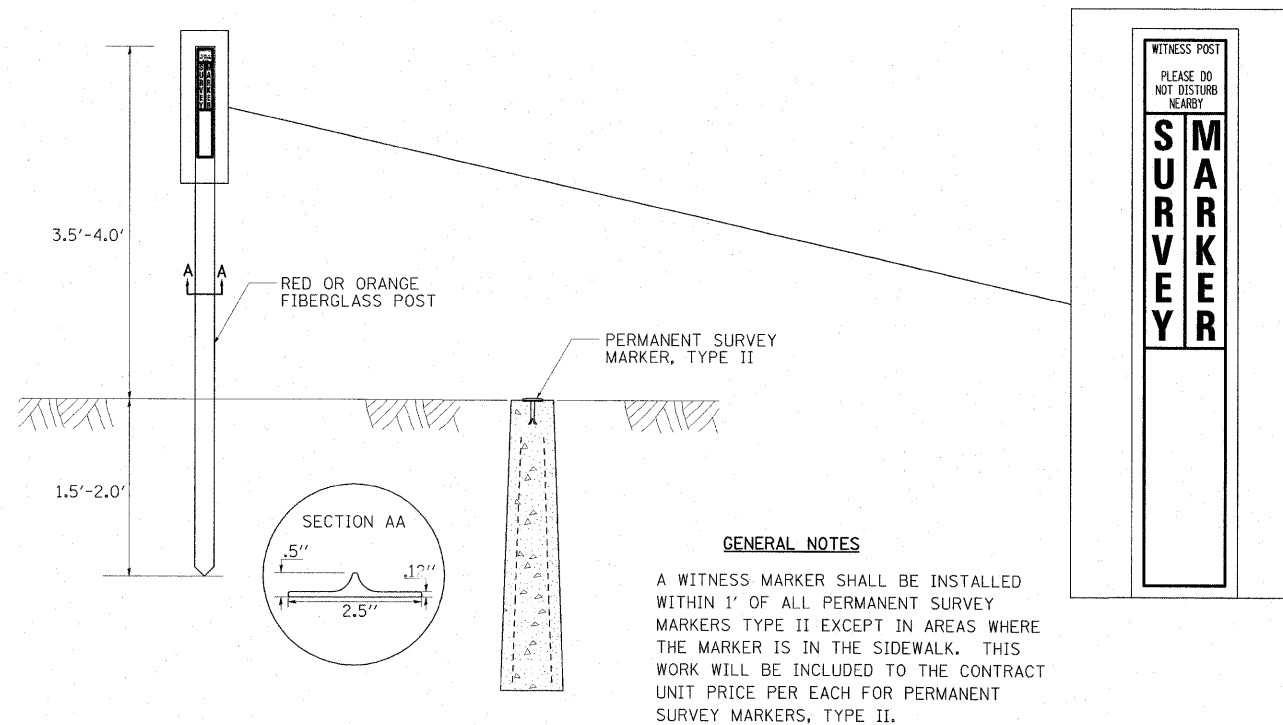 3.5'-4.0'
A A
RED OR ORANGE
FIBERGLASS POST
PERMANENT SURVEY
MARKER, TYPE II
1.5'-2.0'
SECTION AA
.5"
2.5"
WITNESS POST
PLEASE DO
NOT DISTURB
NEARBY
SURVEY
MARKER
GENERAL NOTES
A WITNESS MARKER SHALL BE INSTALLED
WITHIN 1' OF ALL PERMANENT SURVEY
MARKERS TYPE II EXCEPT IN AREAS WHERE
THE MARKER IS IN THE SIDEWALK. THIS
WORK WILL BE INCLUDED TO THE CONTRACT
UNIT PRICE PER EACH FOR PERMANENT
SURVEY MARKERS, TYPE II.